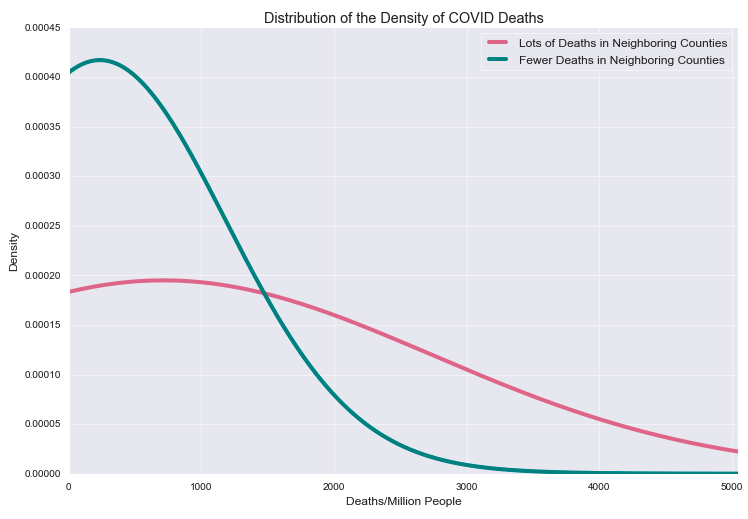 Distribution of the Density of COVID Deaths
Lots of Deaths in Neighboring Counties
Fewer Deaths in Neighboring Counties
0.00045
0.00040
0.00035
0.00030
0.00025
0.00020
0.00015
0.00010
0.00005
0.00000
Density
0 1000 2000 3000 4000 5000
Deaths/Million People